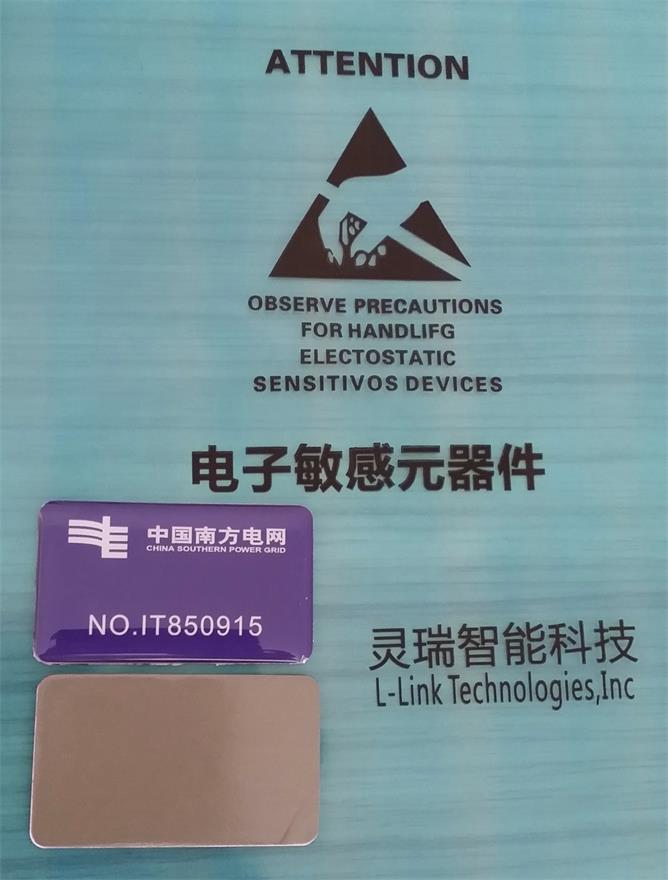 ATTENTION
OBSERVE PRECAUTIONS
FOR HANDLIFG
ELECTOSTATIC
SENSITIVOS DEVICES
电子敏感元器件
中国南方电网
CHINA SOUTHERN POWER GRID
NO.IT850915
灵瑞智能科技
L-Link Technologies,Inc